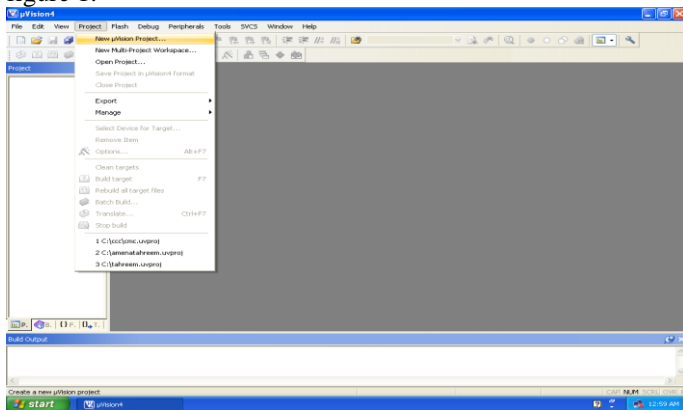 figure 1.
µVision4
File Edit View Project Flash Debug Peripherals Tools SVCS Window Help
New µVision Project...
New Multi-Project Workspace...
Open Project...
Save Project in µVision4 format
Close Project
Export
Manage
Select Device for Target...
Remove Item
Options... Alt+F7
Clean targets
Build target F7
Rebuild all target files
Batch Build...
Translate... Ctrl+F7
Stop build
1 C:\ccc\cmc.uvproj
2 C:\amenatahreem.uvproj
3 C:\tahreem.uvproj
Project
Build Output
Create a new µVision project
CAP NUM SCRL
start µVision4 12:59 AM